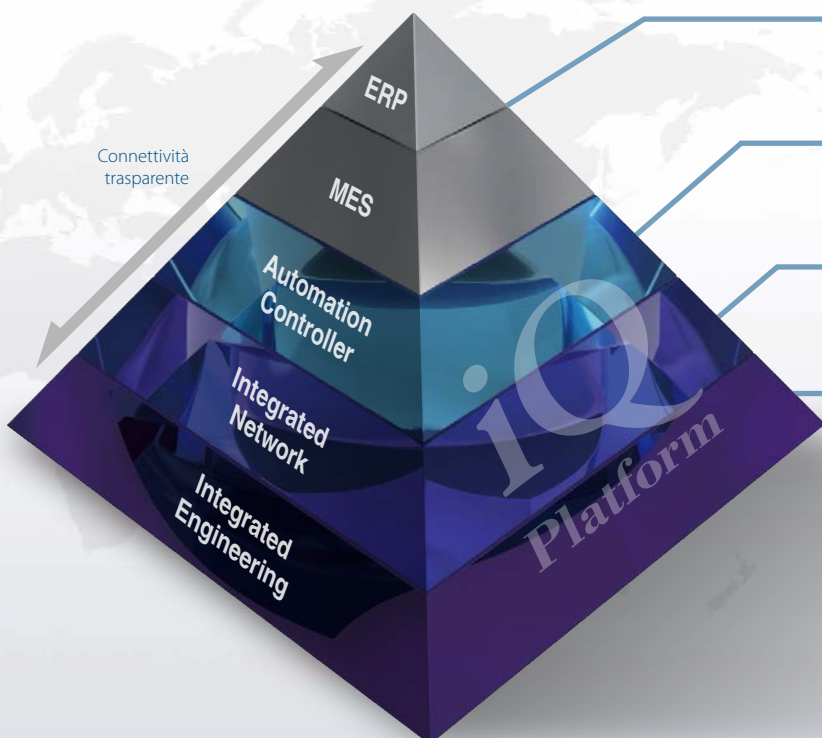 ERP
Connettività
trasparente
MES
Automation
Controller
Integrated
Network
Integrated
Engineering
iQ
Platform